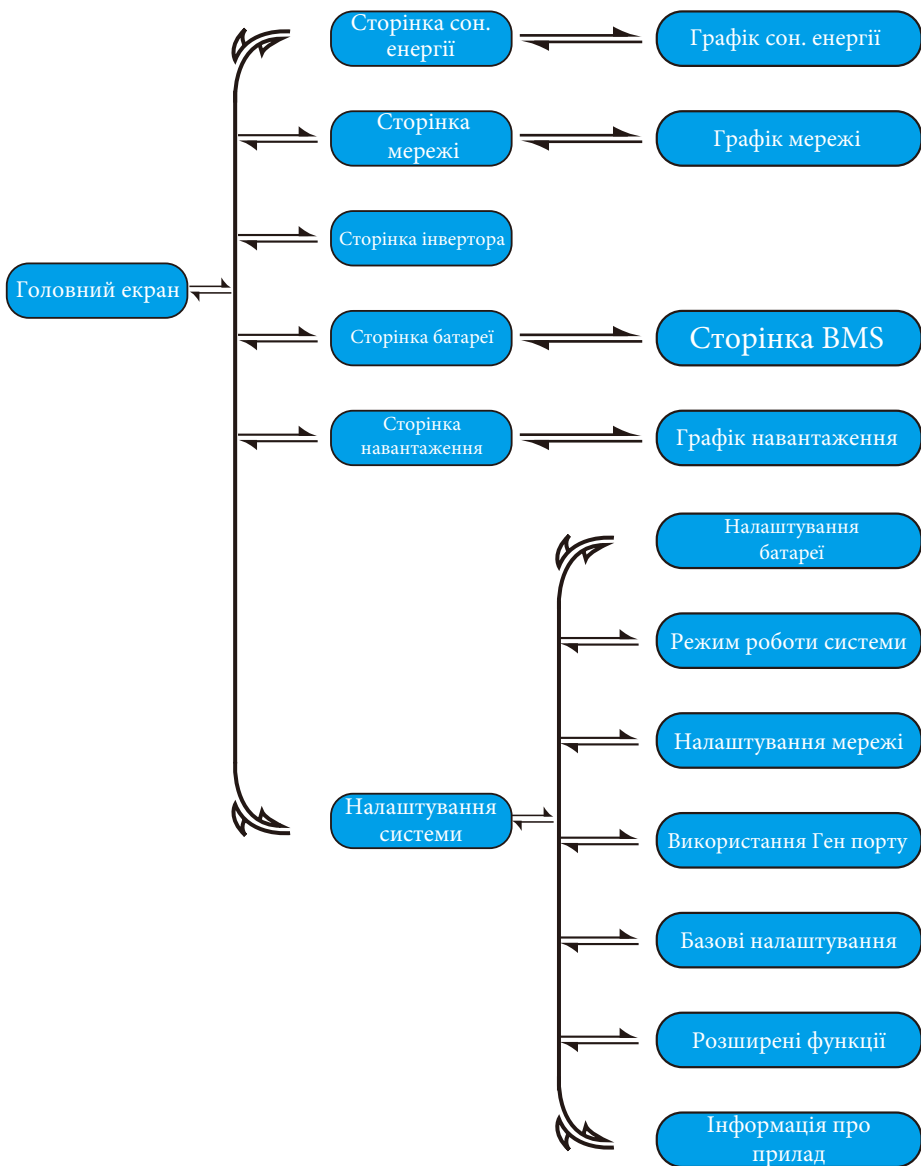 Сторінка сон.
енергії
Графік сон. енергії
Сторінка
мережі
Графік мережі
Сторінка інвертора
Головний екран
Сторінка батареї
Сторінка BMS
Сторінка
навантаження
Графік навантаження
Налаштування
батареї
Режим роботи системи
Налаштування мережі
Налаштування
системи
Використання Ген порту
Базові налаштування
Розширені функції
Інформація про
прилад